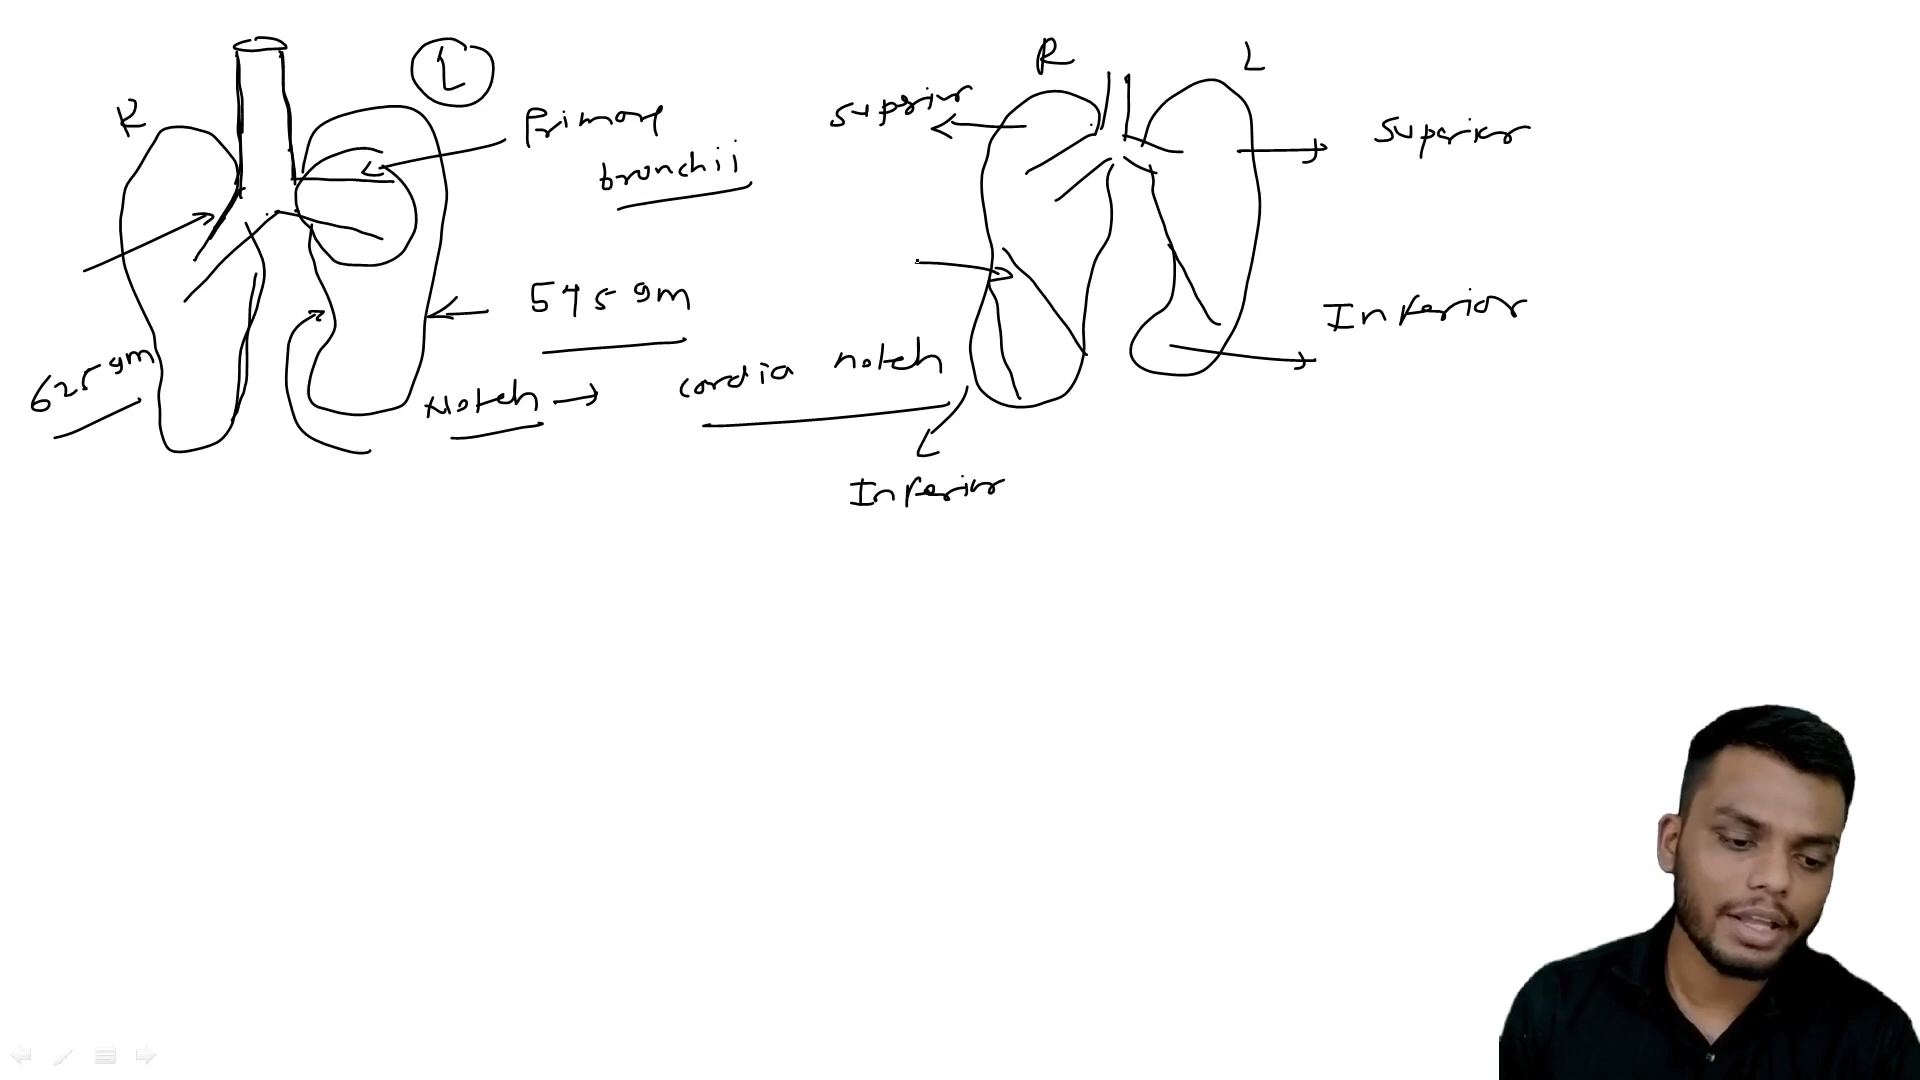 R
L
Primary
bronchii
625 gm
545 gm
Notch → cardia notch
R
L
Superior
Superior
Inferior
Inferior